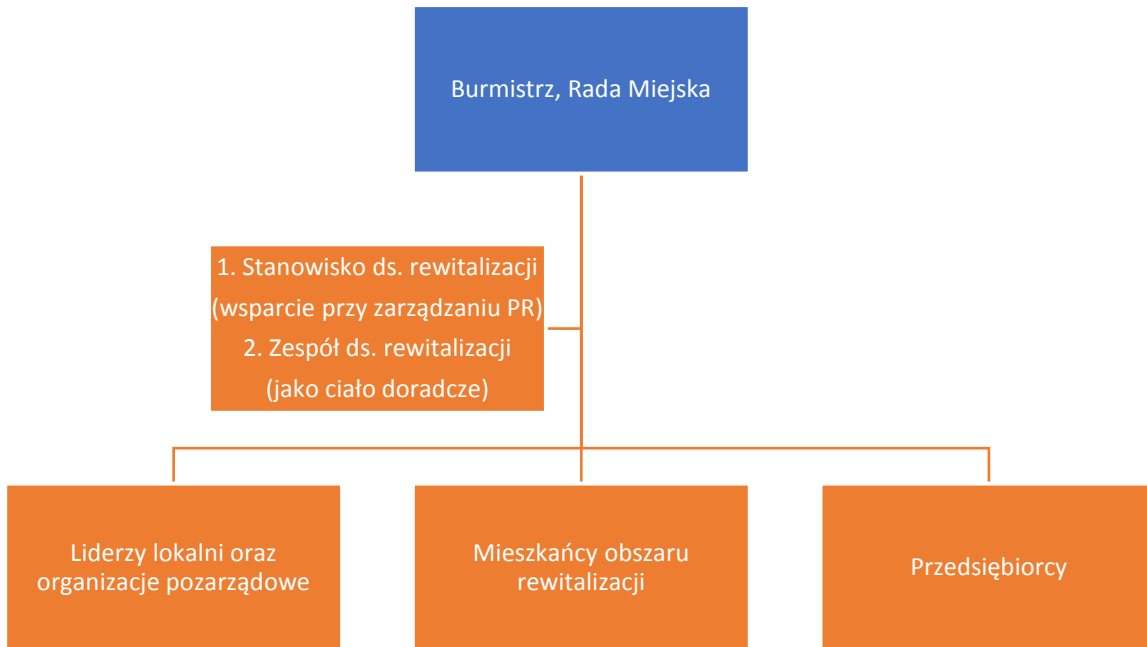 Burmistrz, Rada Miejska
1. Stanowisko ds. rewitalizacji
(wsparcie przy zarządzaniu PR)
2. Zespół ds. rewitalizacji
(jako ciało doradcze)
Liderzy lokalni oraz
organizacje pozarządowe
Mieszkańcy obszaru
rewitalizacji
Przedsiębiorcy